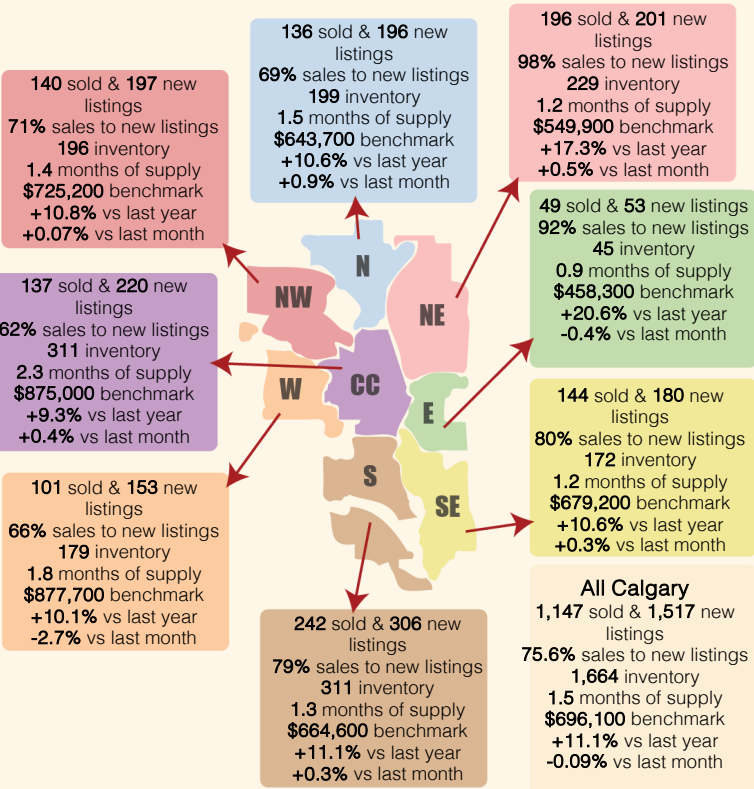 136 sold & 196 new
listings
69% sales to new listings
199 inventory
1.5 months of supply
$643,700 benchmark
+10.6% vs last year
+0.9% vs last month
196 sold & 201 new
listings
98% sales to new listings
229 inventory
1.2 months of supply
$549,900 benchmark
+17.3% vs last year
+0.5% vs last month
140 sold & 197 new
listings
71% sales to new listings
196 inventory
1.4 months of supply
$725,200 benchmark
+10.8% vs last year
+0.07% vs last month
49 sold & 53 new listings
92% sales to new listings
45 inventory
0.9 months of supply
$458,300 benchmark
+20.6% vs last year
-0.4% vs last month
137 sold & 220 new
listings
62% sales to new listings
311 inventory
2.3 months of supply
$875,000 benchmark
+9.3% vs last year
+0.4% vs last month
N
NW
NE
W
CC
E
S
SE
144 sold & 180 new
listings
80% sales to new listings
172 inventory
1.2 months of supply
$679,200 benchmark
+10.6% vs last year
+0.3% vs last month
101 sold & 153 new
listings
66% sales to new listings
179 inventory
1.8 months of supply
$877,700 benchmark
+10.1% vs last year
-2.7% vs last month
242 sold & 306 new
listings
79% sales to new listings
311 inventory
1.3 months of supply
$664,600 benchmark
+11.1% vs last year
+0.3% vs last month
All Calgary
1,147 sold & 1,517 new
listings
75.6% sales to new listings
1,664 inventory
1.5 months of supply
$696,100 benchmark
+11.1% vs last year
-0.09% vs last month